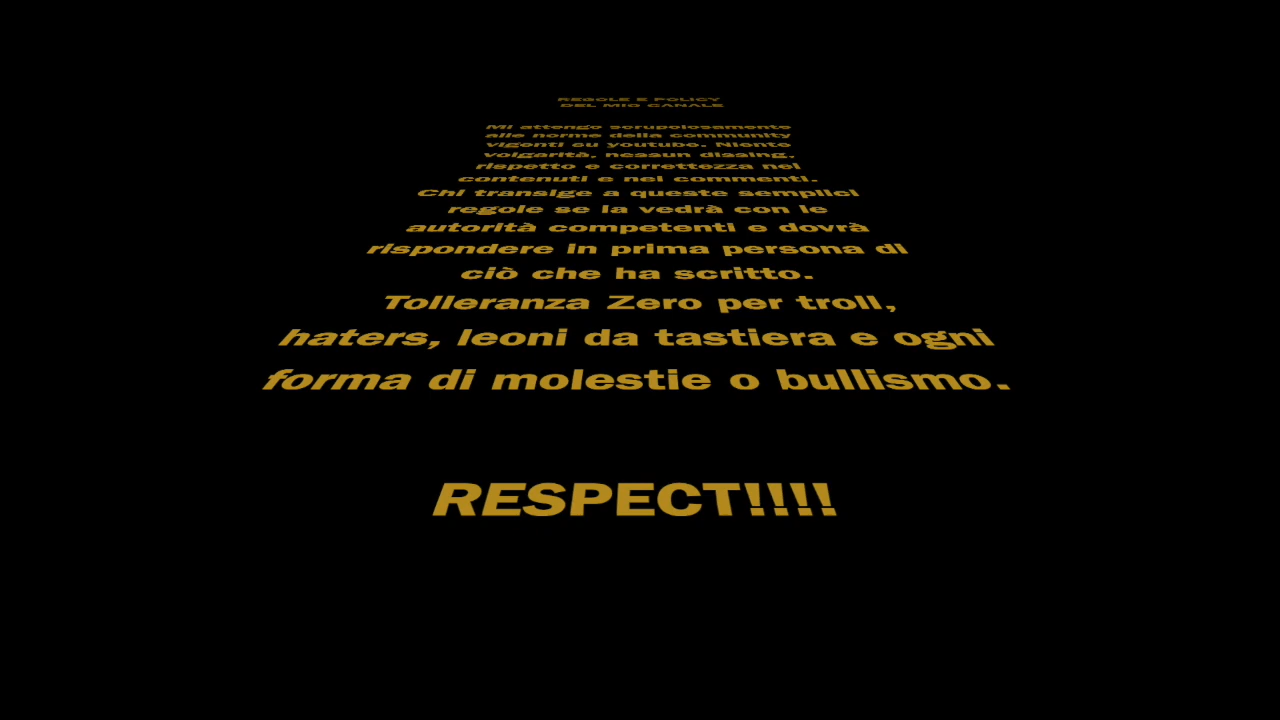 REGOLE E POLICY
DEL MIO CANALE
Mi attengo scrupolosamente
alle norme della community
vigenti su youtube. Niente
volgarità, nessun dissing,
rispetto e correttezza nei
contenuti e nei commenti.
Chi transige a queste semplici
regole se la vedrà con le
autorità competenti e dovrà
rispondere in prima persona di
ciò che ha scritto.
Tolleranza Zero per troll,
haters, leoni da tastiera e ogni
forma di molestie o bullismo.
RESPECT!!!!